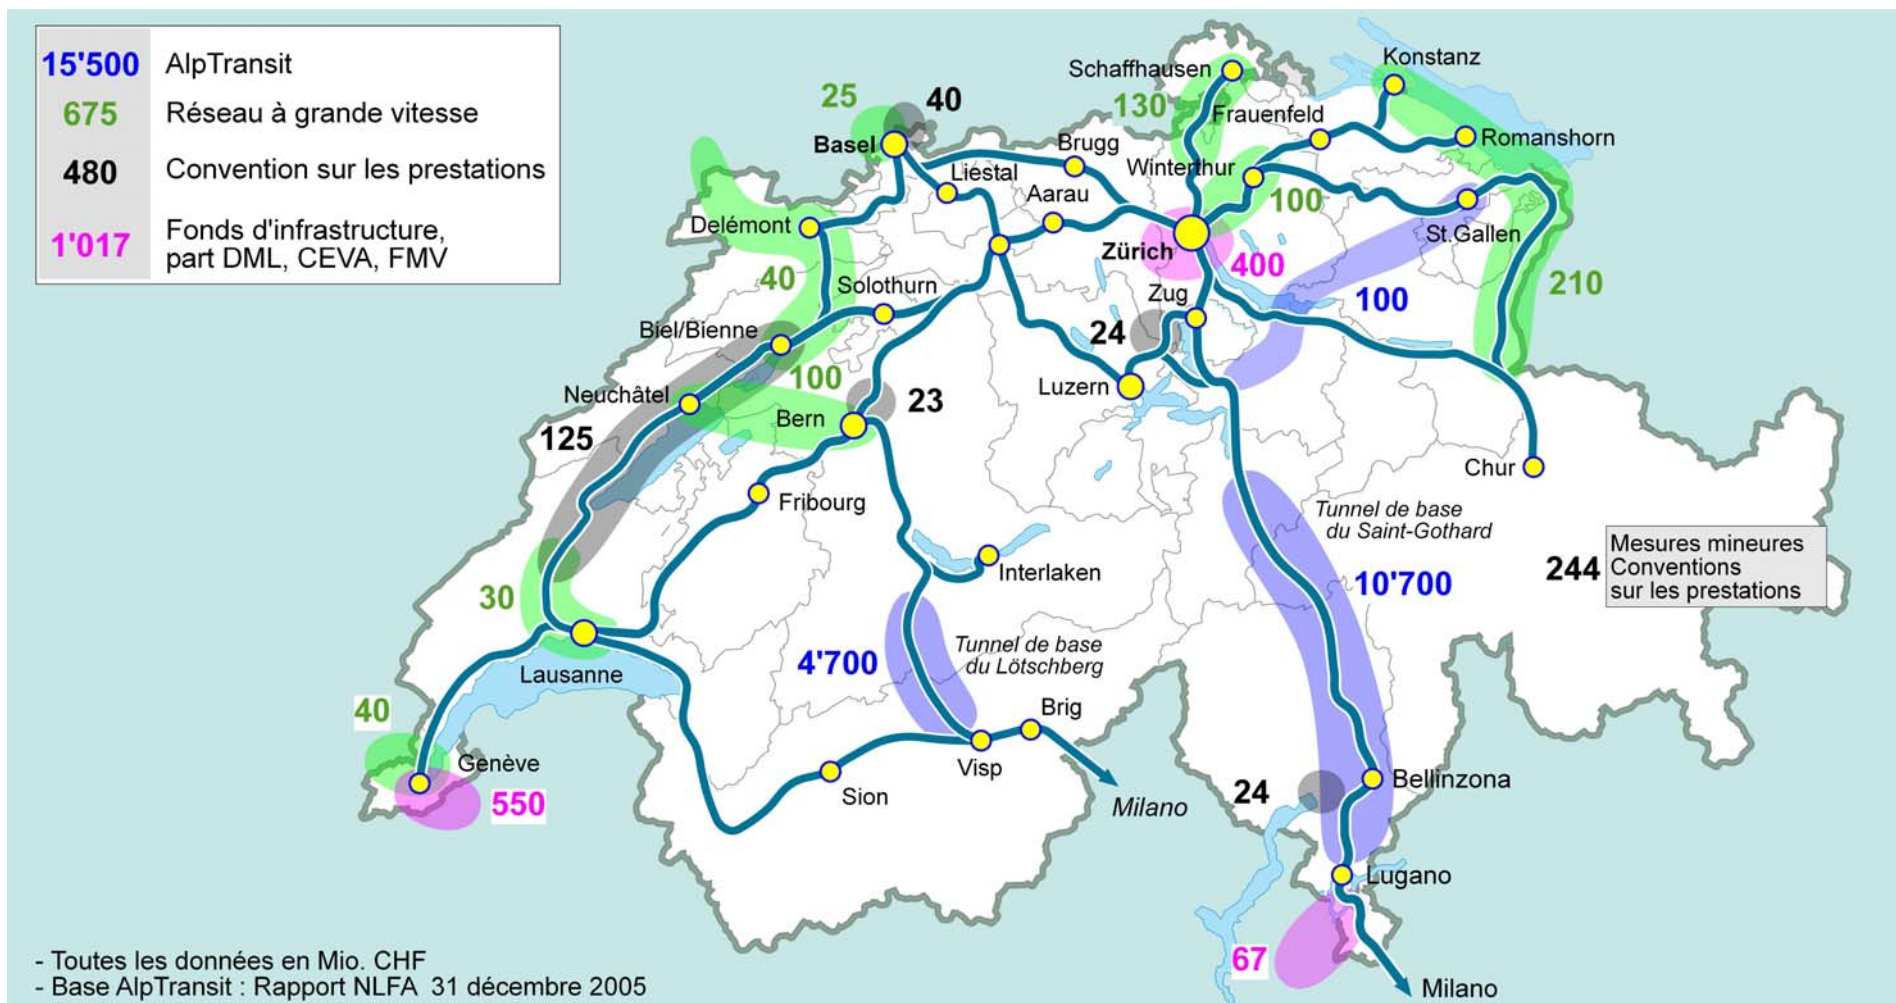 15'500 AlpTransit
675 Réseau à grande vitesse
480 Convention sur les prestations
1'017 Fonds d'infrastructure,
part DML, CEVA, FMV
Schaffhausen
Konstanz
25
40
130
Frauenfeld
Romanshorn
Basel
Brugg
Winterthur
Liestal
Aarau
100
Delémont
St.Gallen
Zürich
400
40
Solothurn
Zug
100
210
Biel/Bienne
24
100
Luzern
Neuchâtel
23
Bern
125
Chur
Fribourg
Tunnel de base
du Saint-Gothard
Interlaken
10'700
244
Mesures mineures
Conventions
sur les prestations
30
4'700
Tunnel de base
du Lötschberg
Lausanne
40
Brig
Genève
Visp
Bellinzona
550
Sion
Milano
24
Lugano
67
Milano
- Toutes les données en Mio. CHF
- Base AlpTransit : Rapport NLFA 31 décembre 2005